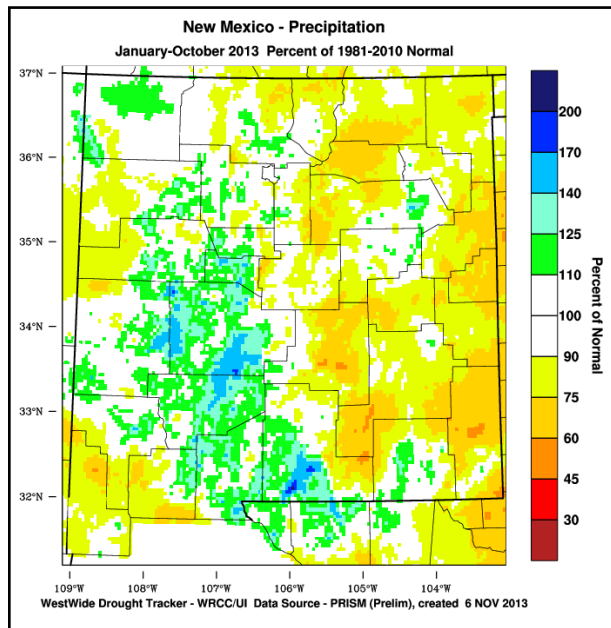 New Mexico - Precipitation
January-October 2013 Percent of 1981-2010 Normal
37°N
36°N
35°N
34°N
33°N
32°N
109°W 108°W 107°W 106°W 105°W 104°W
200
170
140
125
110
100
90
75
60
45
30
Percent of Normal
WestWide Drought Tracker - WRCC/UI Data Source - PRISM (Prelim), created 6 NOV 2013